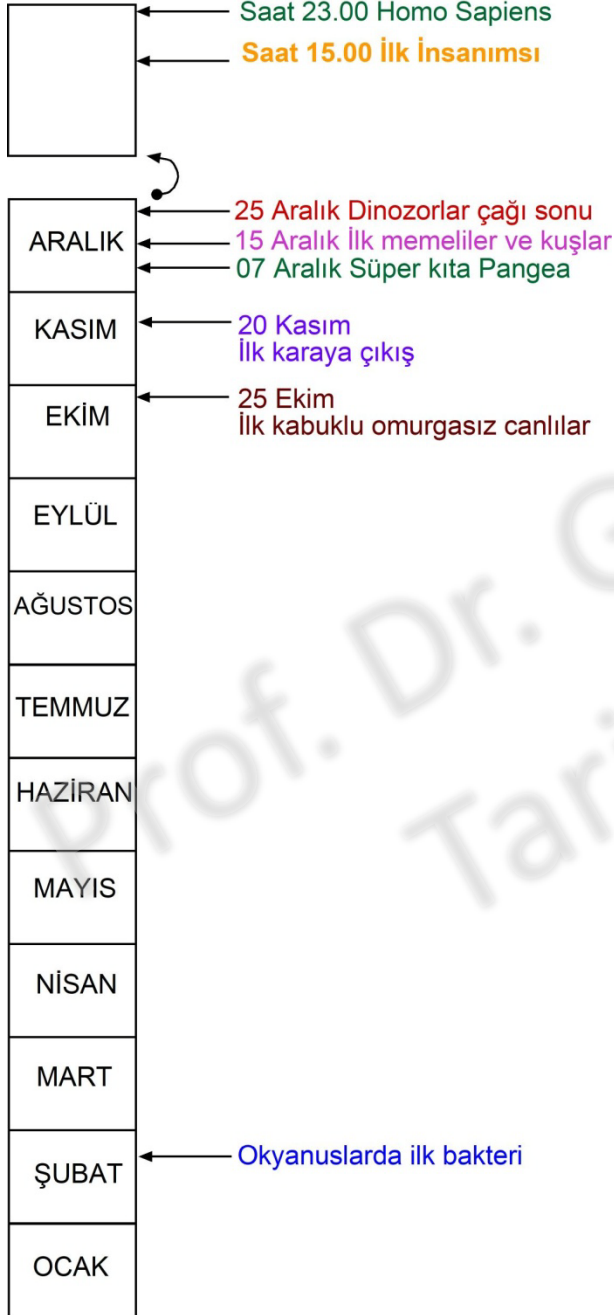 Saat 23.00 Homo Sapiens
Saat 15.00 İlk İnsanımsı
25 Aralık Dinozorlar çağı sonu
ARALIK
15 Aralık İlk memeliler ve kuşlar
07 Aralık Süper kıta Pangea
KASIM
20 Kasım
İlk karaya çıkış
EKİM
25 Ekim
İlk kabuklu omurgasız canlılar
EYLÜL
AĞUSTOS
TEMMUZ
HAZİRAN
MAYIS
NİSAN
MART
ŞUBAT
Okyanuslarda ilk bakteri
OCAK
Prof. Dr.